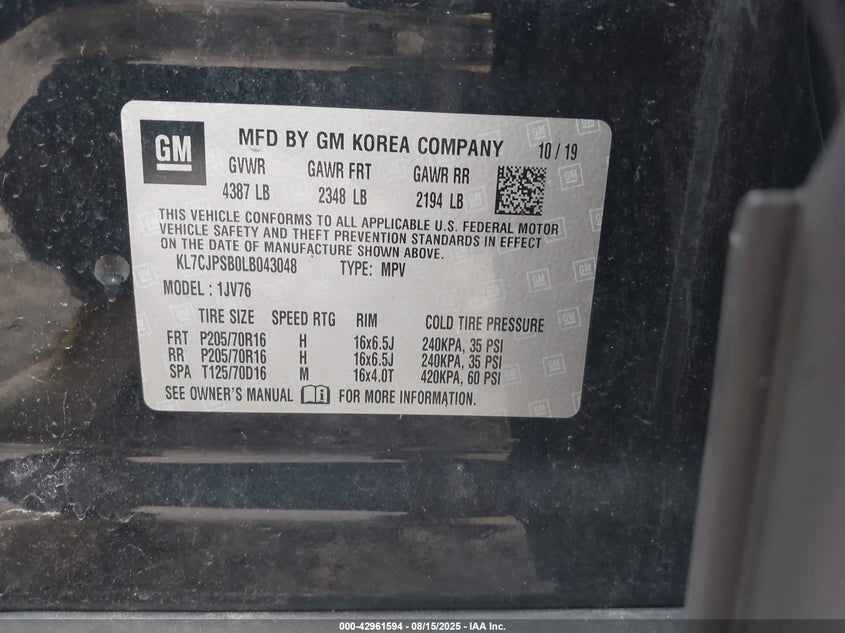 GM MFD BY GM KOREA COMPANY 10 / 19
GVWR GAWR FRT GAWR RR
4387 LB 2348 LB 2194 LB
THIS VEHICLE CONFORMS TO ALL APPLICABLE U.S. FEDERAL MOTOR
VEHICLE SAFETY AND THEFT PREVENTION STANDARDS IN EFFECT
ON THE DATE OF MANUFACTURE SHOWN ABOVE.
KL7CJPSB0LB043048 TYPE: MPV
MODEL : 1JV76
TIRE SIZE SPEED RTG RIM COLD TIRE PRESSURE
FRT P205/70R16 H 16x6.5J 240KPA, 35 PSI
RR P205/70R16 H 16x6.5J 240KPA, 35 PSI
SPA T125/70D16 M 16x4.0T 420KPA, 60 PSI
SEE OWNER'S MANUAL FOR MORE INFORMATION.
000-42961594 - 08/15/2025 - IAA Inc.